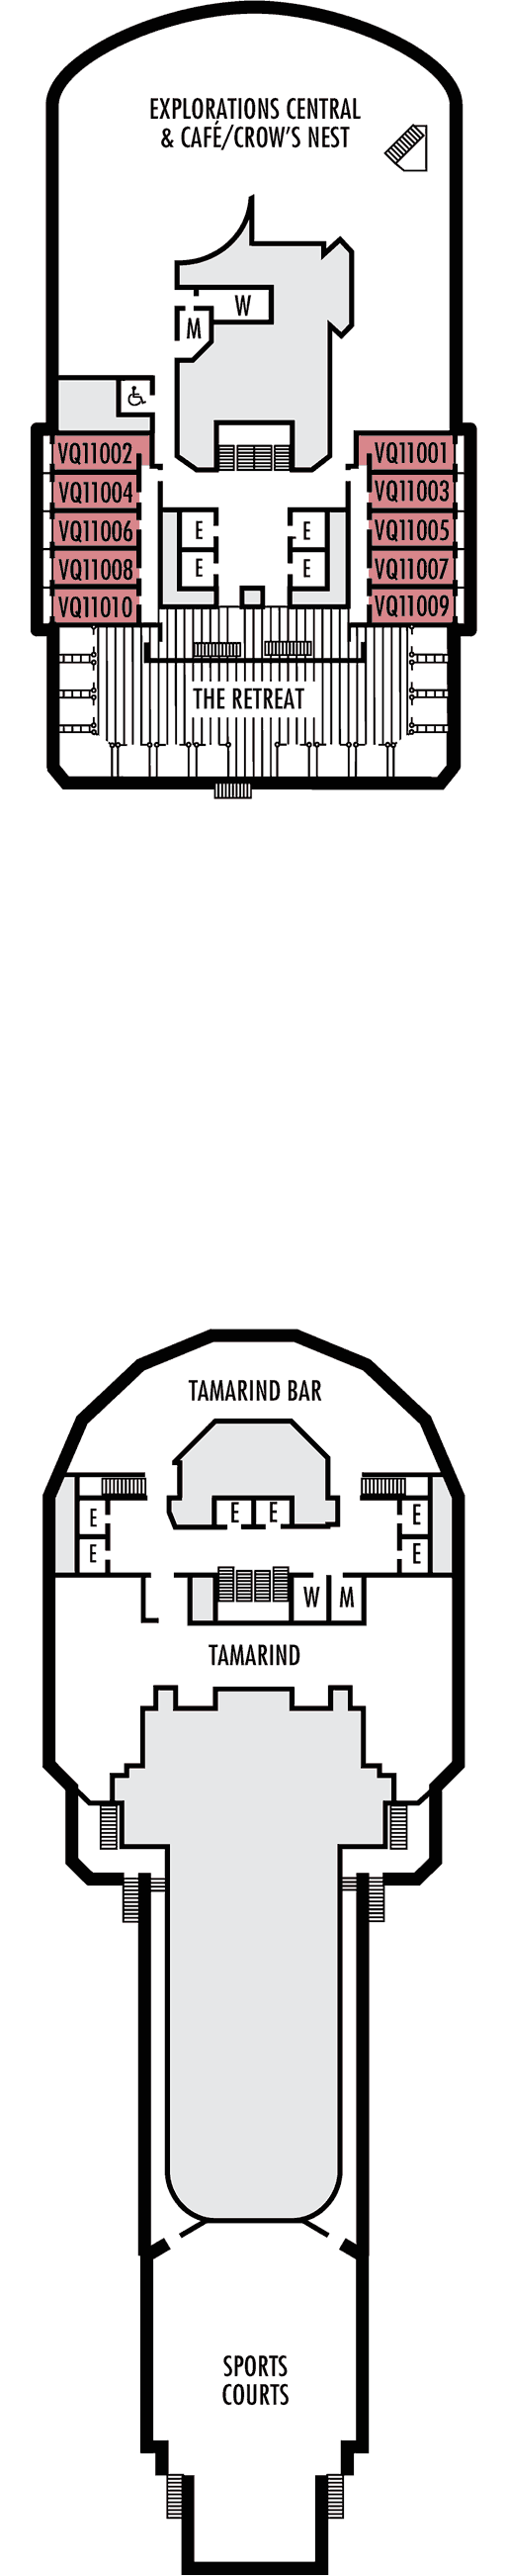 EXPLORATIONS CENTRAL
& CAFÉ/CROW'S NEST
W
M
VQ11002 VQ11001
VQ11004 VQ11003
VQ11006 E E VQ11005
VQ11008 E E VQ11007
VQ11010 VQ11009
THE RETREAT
TAMARIND BAR
E E E E
E E
W M
TAMARIND
SPORTS
COURTS